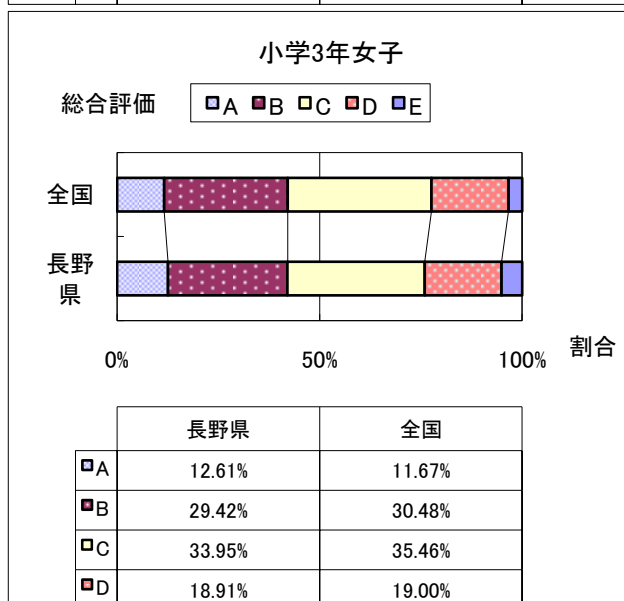 小学3年女子
総合評価 A B C D E
全国
長野県
0% 50% 100% 割合
長野県 全国
A 12.61% 11.67%
B 29.42% 30.48%
C 33.95% 35.46%
D 18.91% 19.00%